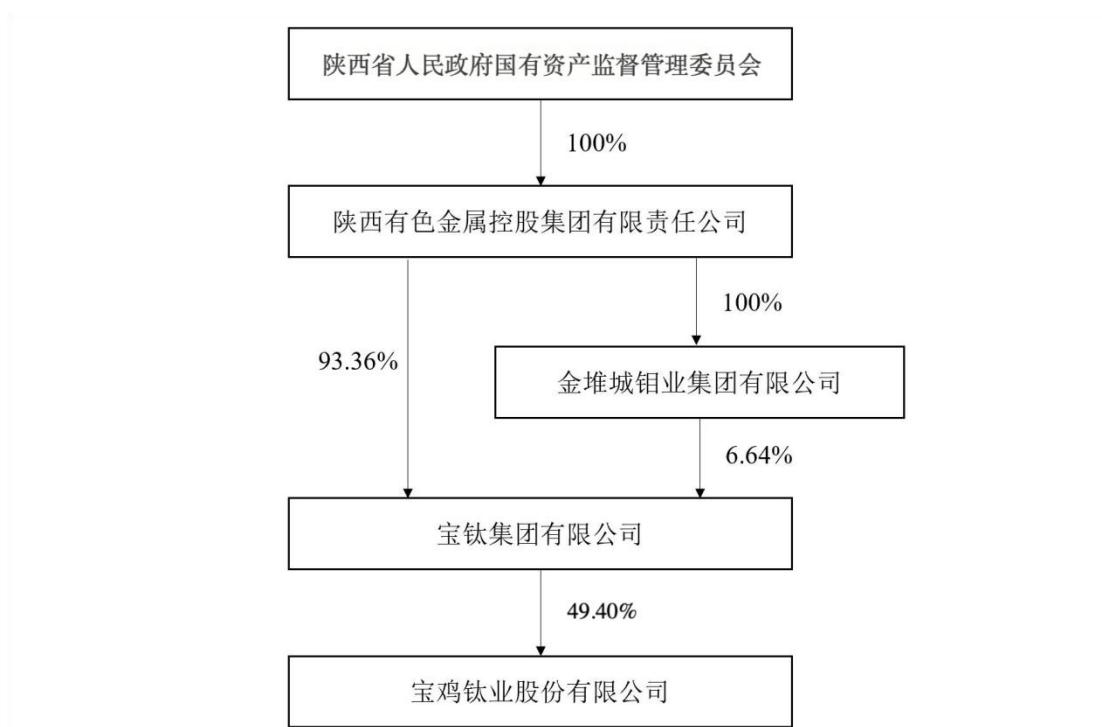 陕西省人民政府国有资产监督管理委员会
100%
陕西有色金属控股集团有限责任公司
100%
93.36%
金堆城钼业集团有限公司
6.64%
宝钛集团有限公司
49.40%
宝鸡钛业股份有限公司